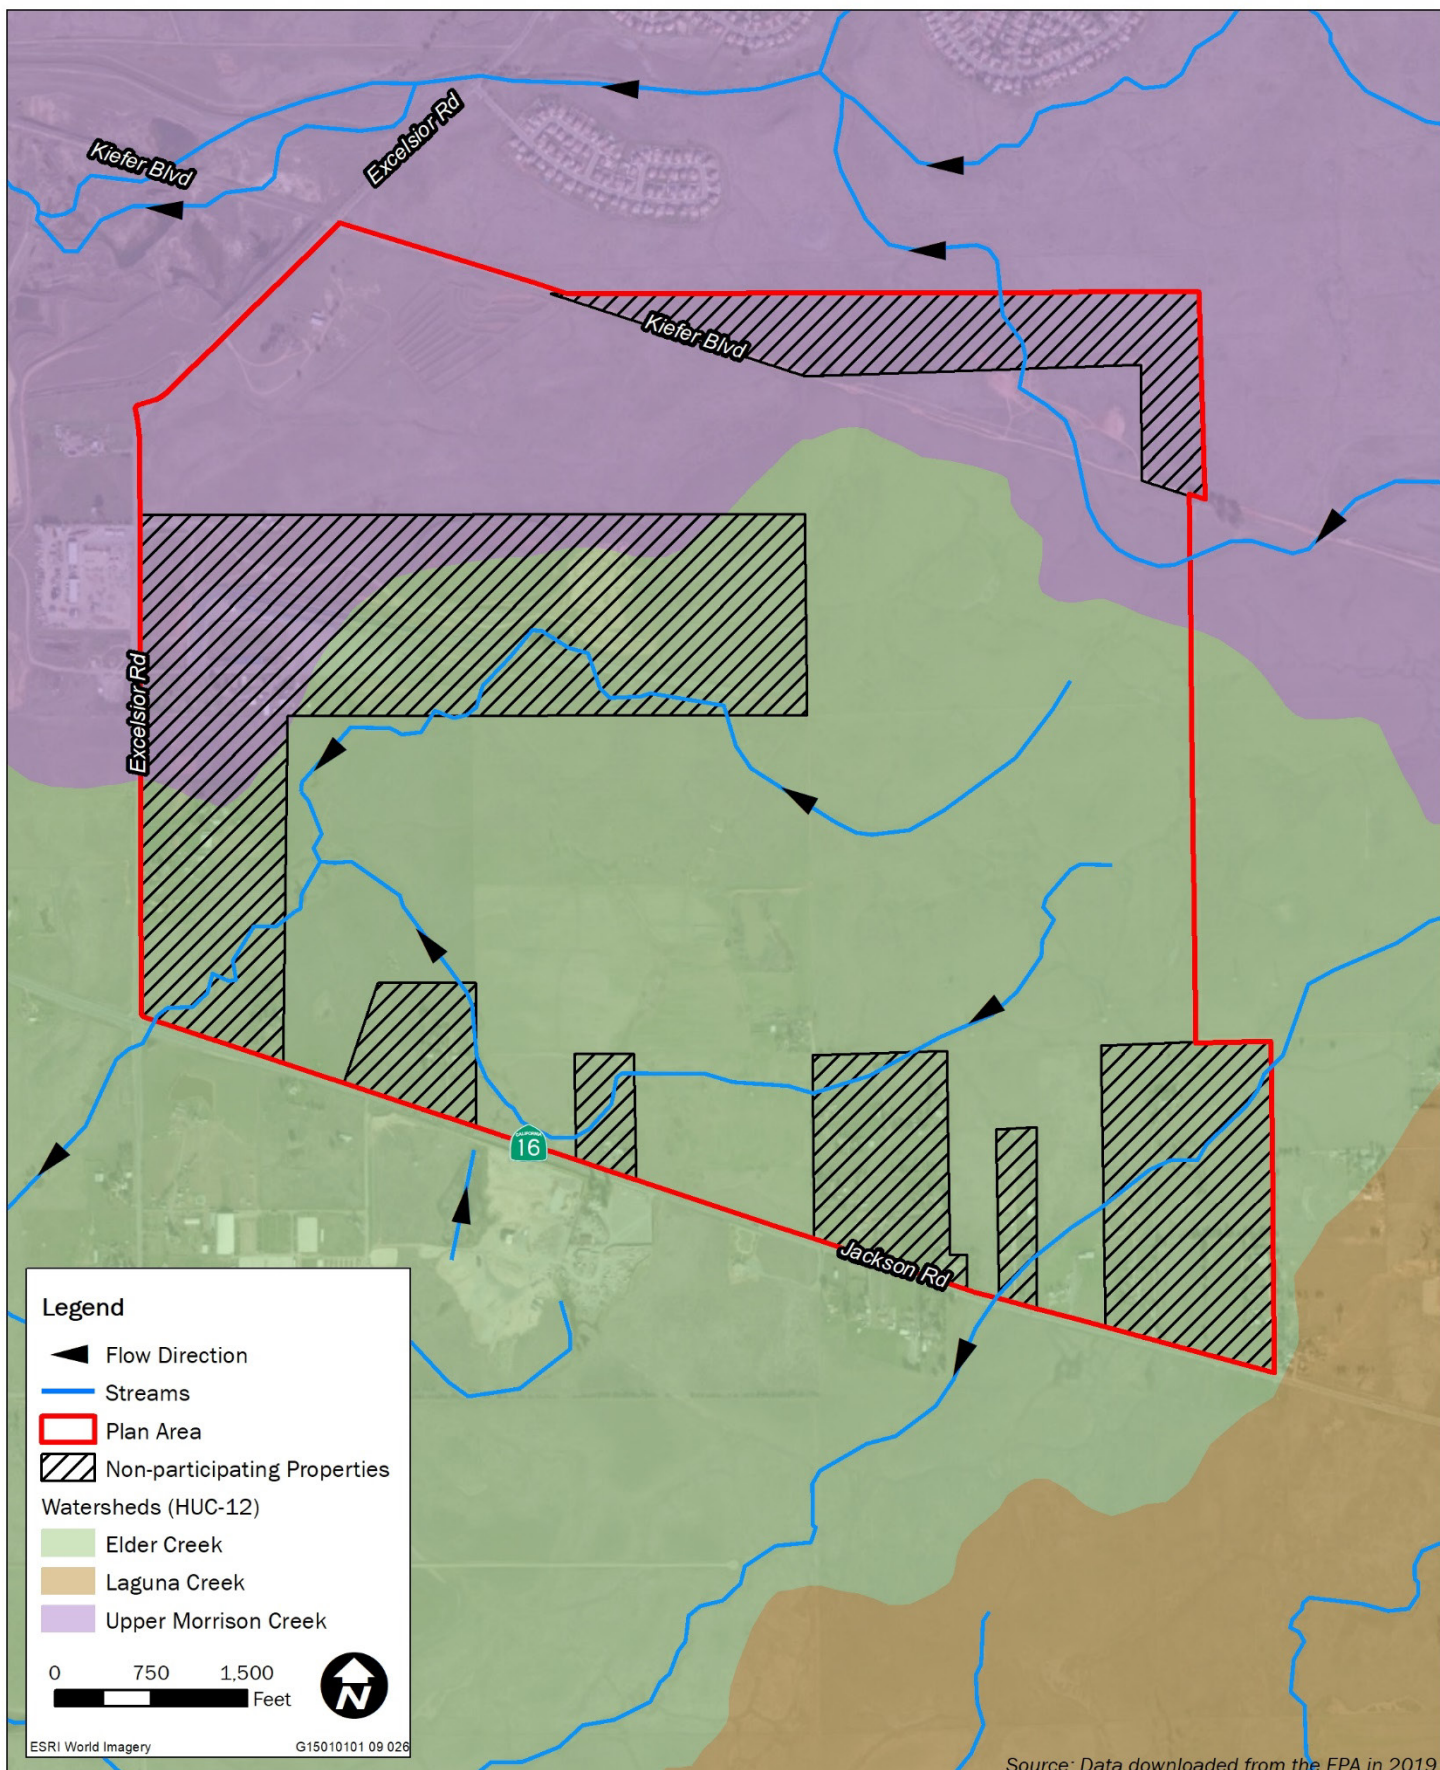 Kiefer Blvd
Excelsior Rd
Kiefer Blvd
Excelsior Rd
CALIFORNIA
16
Jackson Rd
Legend
Flow Direction
Streams
Plan Area
Non-participating Properties
Watersheds (HUC-12)
Elder Creek
Laguna Creek
Upper Morrison Creek
0 750 1,500
Feet
N
ESRI World Imagery G15010101 09 026
Source: Data downloaded from the EPA in 2019